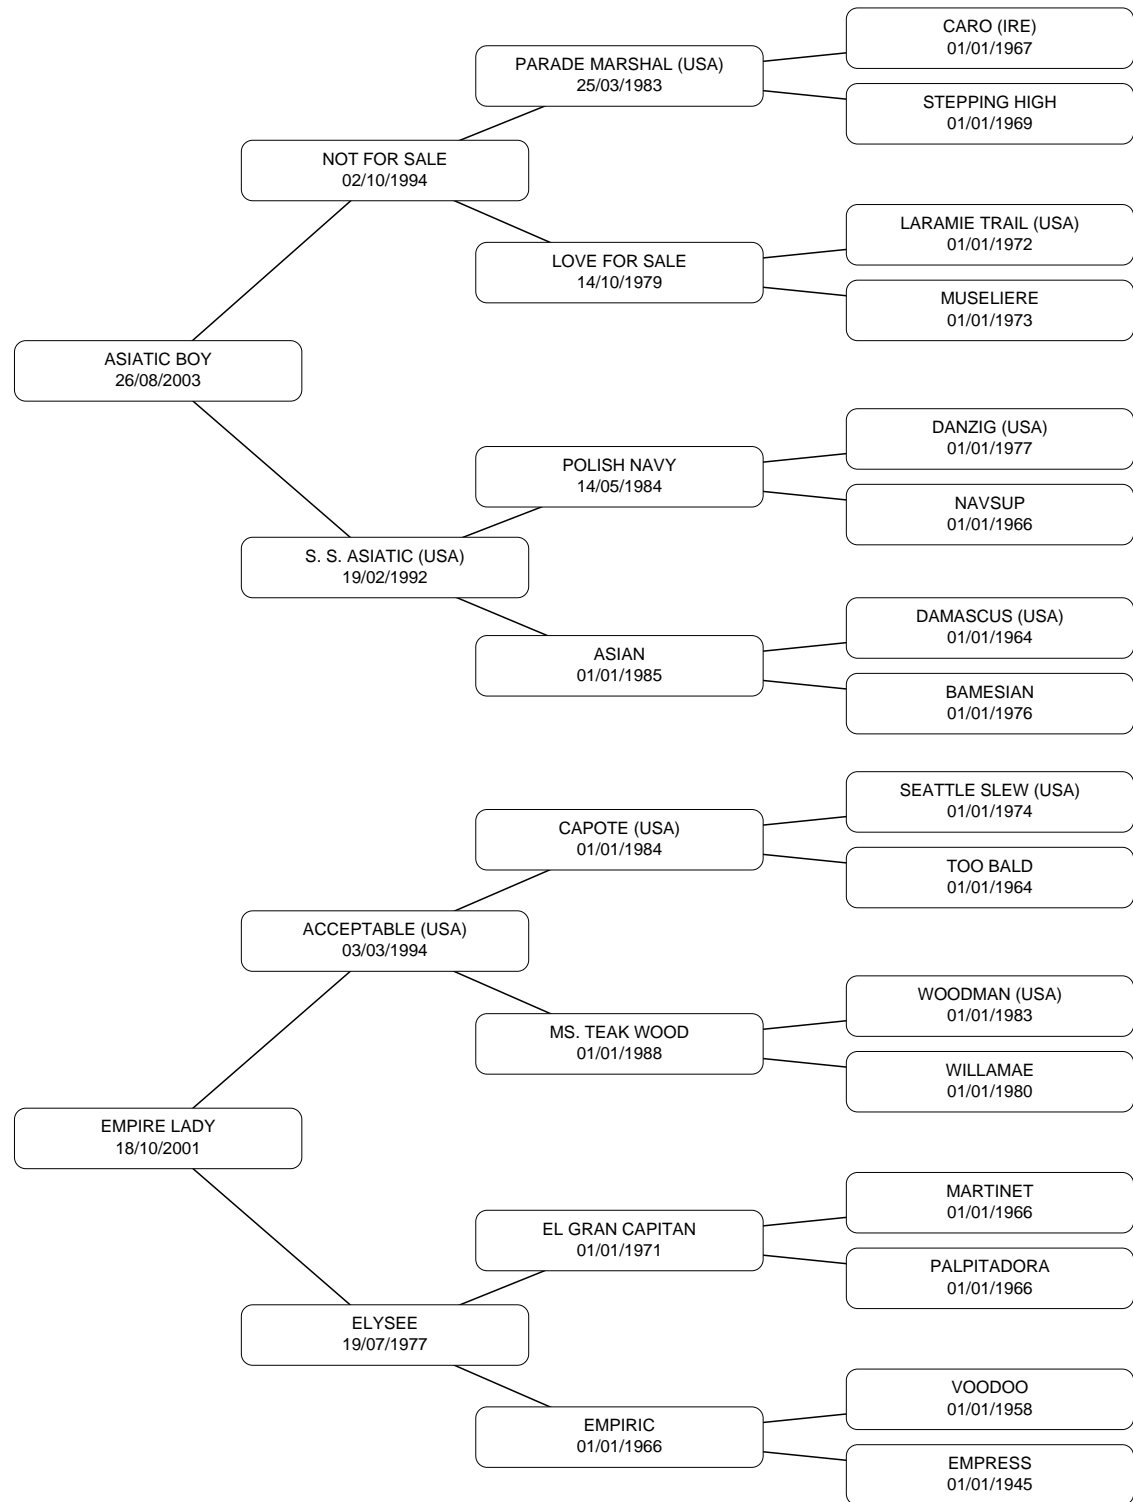 CARO (IRE)
01/01/1967
PARADE MARSHAL (USA)
25/03/1983
STEPPING HIGH
01/01/1969
NOT FOR SALE
02/10/1994
LARAMIE TRAIL (USA)
01/01/1972
LOVE FOR SALE
14/10/1979
MUSELIERE
01/01/1973
ASIATIC BOY
26/08/2003
DANZIG (USA)
01/01/1977
POLISH NAVY
14/05/1984
NAVSUP
01/01/1966
S. S. ASIATIC (USA)
19/02/1992
DAMASCUS (USA)
01/01/1964
ASIAN
01/01/1985
BAMESIAN
01/01/1976
SEATTLE SLEW (USA)
01/01/1974
CAPOTE (USA)
01/01/1984
TOO BALD
01/01/1964
ACCEPTABLE (USA)
03/03/1994
WOODMAN (USA)
01/01/1983
MS. TEAK WOOD
01/01/1988
WILLAMAE
01/01/1980
EMPIRE LADY
18/10/2001
MARTINET
01/01/1966
EL GRAN CAPITAN
01/01/1971
PALPITADORA
01/01/1966
ELYSEE
19/07/1977
VOODOO
01/01/1958
EMPIRIC
01/01/1966
EMPRESS
01/01/1945